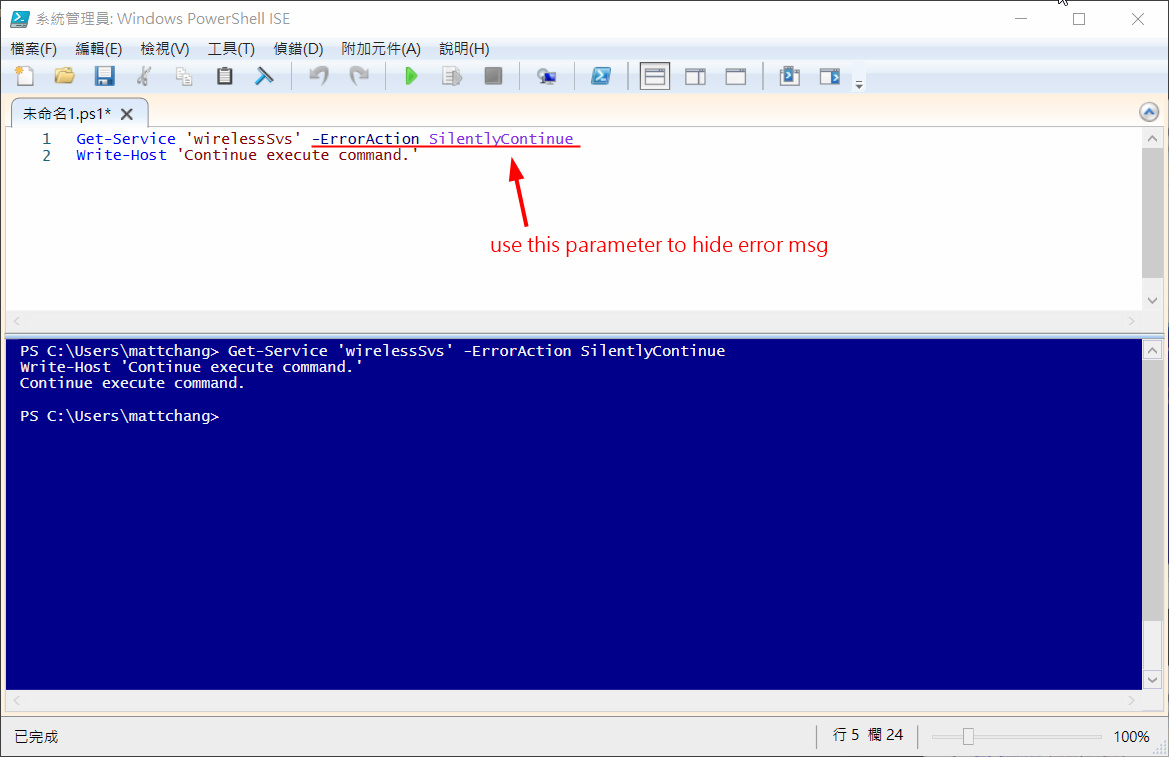 系統管理員: Windows PowerShell ISE
檔案(F) 編輯(E) 檢視(V) 工具(T) 偵錯(D) 附加元件(A) 說明(H)
未命名1.ps1*
1 Get-Service 'wirelessSvs' -ErrorAction SilentlyContinue
2 Write-Host 'Continue execute command.'
use this parameter to hide error msg
PS C:\Users\mattchang> Get-Service 'wirelessSvs' -ErrorAction SilentlyContinue
Write-Host 'Continue execute command.'
Continue execute command.
PS C:\Users\mattchang>
已完成 行 5 欄 24 100%